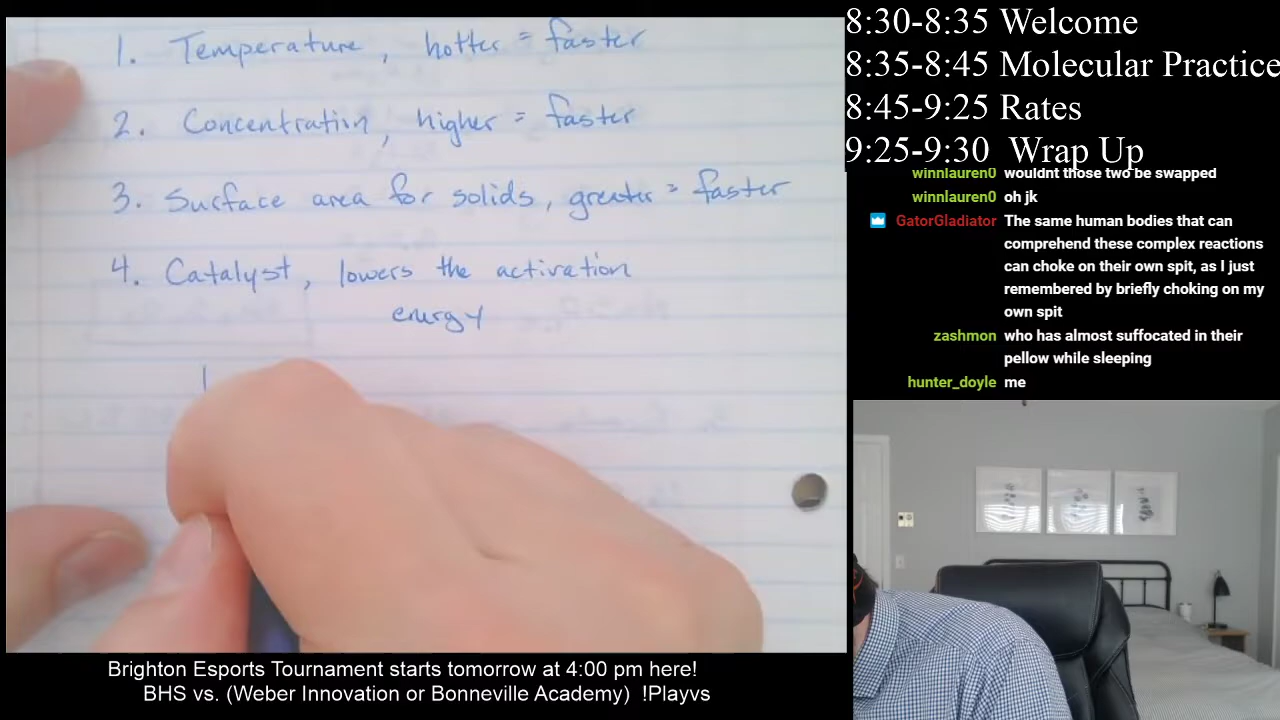 1. Temperature, hotter = faster
2. Concentration, higher = faster
3. Surface area for solids, greater = faster
4. Catalyst, lowers the activation
energy
8:30-8:35 Welcome
8:35-8:45 Molecular Practice
8:45-9:25 Rates
9:25-9:30 Wrap Up
winnlauren0 wouldnt those two be swapped
winnlauren0 oh jk
GatorGladiator The same human bodies that can
comprehend these complex reactions
can choke on their own spit, as I just
remembered by briefly choking on my
own spit
zashmon who has almost suffocated in their
pellow while sleeping
hunter_doyle me
Brighton Esports Tournament starts tomorrow at 4:00 pm here!
BHS vs. (Weber Innovation or Bonneville Academy) !Playvs